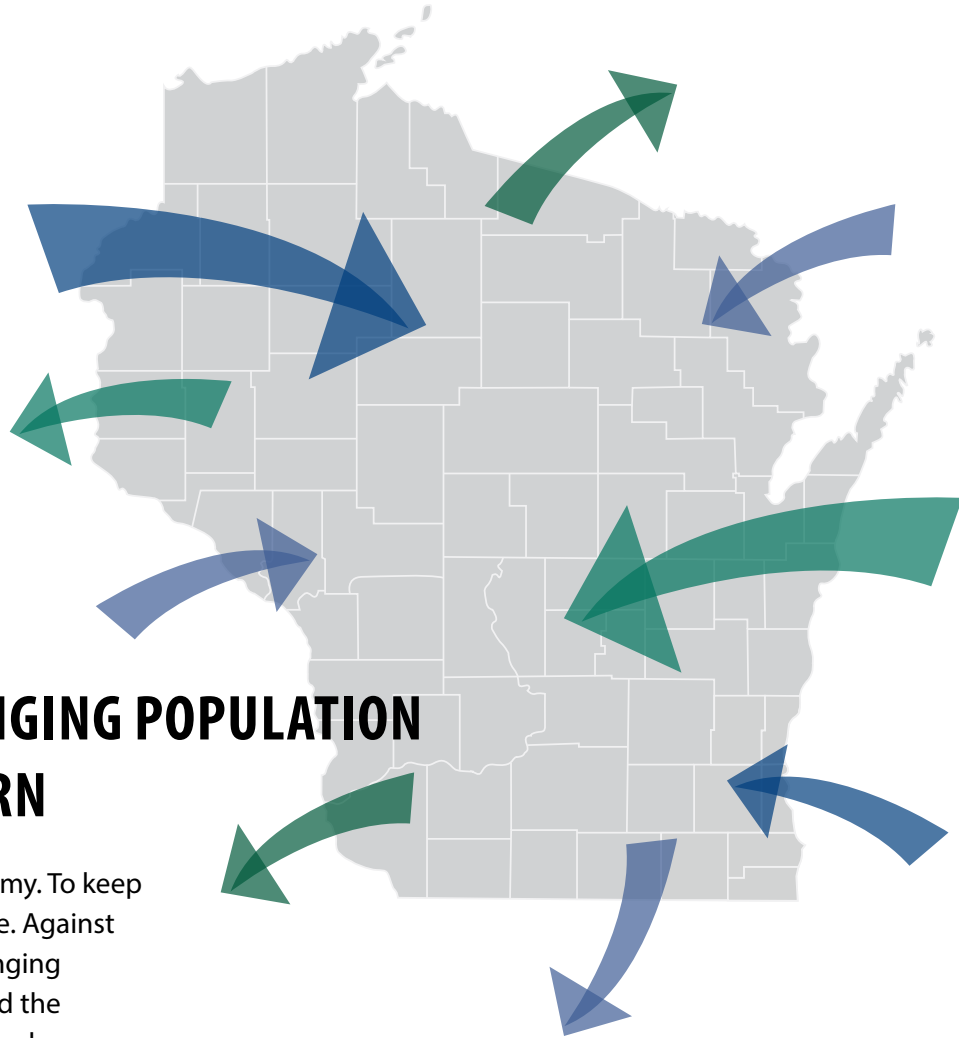 NGING POPULATION
RN
my. To keep
e. Against
nging
d the